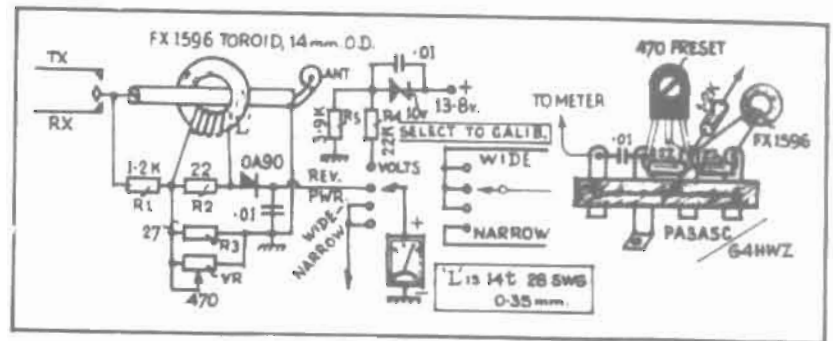 FX 1596 TOROID, 14mm O.D.
TX
RX
ANT
'L'
1.2K
R1
22
R2
OA90
.01
27
R3
VR
470
3.9K
R5
R4
22K
.01
10v
+
13.8v.
SELECT TO CALIB.
VOLTS
REV.
PWR.
WIDE-
NARROW
+
-
WIDE
NARROW
'L' IS 14t 28 SWG
0.35mm.
470 PRESET
TO METER
.01
FX1596
PA3ASC
G4HWZ